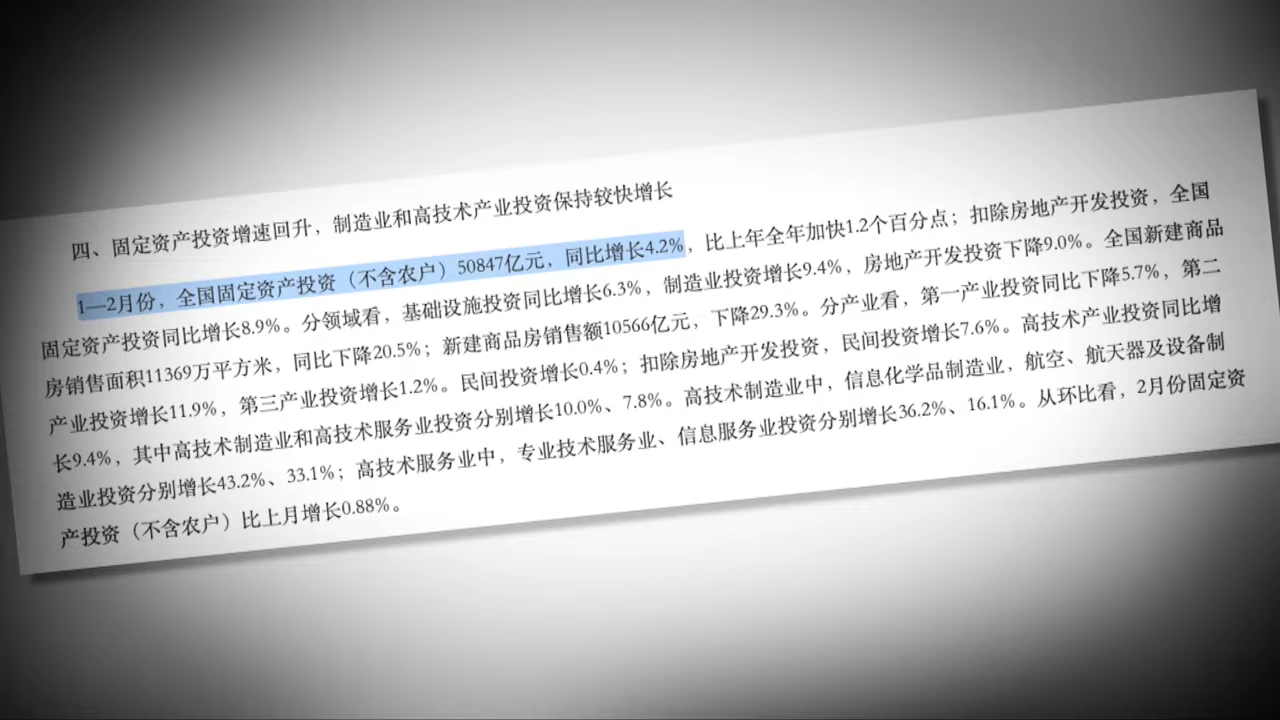 四、固定资产投资增速回升，制造业和高技术产业投资保持较快增长
1—2月份，全国固定资产投资（不含农户）50847亿元，同比增长4.2%，比上年全年加快1.2个百分点；扣除房地产开发投资，全国
固定资产投资同比增长8.9%。分领域看，基础设施投资同比增长6.3%，制造业投资增长9.4%，房地产开发投资下降9.0%。全国新建商品
房销售面积11369万平方米，同比下降20.5%；新建商品房销售额10566亿元，下降29.3%。分产业看，第一产业投资同比下降5.7%，第二
产业投资增长11.9%，第三产业投资增长1.2%。民间投资增长0.4%；扣除房地产开发投资，民间投资增长7.6%。高技术产业投资同比增
长9.4%，其中高技术制造业和高技术服务业投资分别增长10.0%、7.8%。高技术制造业中，信息化学品制造业，航空、航天器及设备制
造业投资分别增长43.2%、33.1%；高技术服务业中，专业技术服务业、信息服务业投资分别增长36.2%、16.1%。从环比看，2月份固定资
产投资（不含农户）比上月增长0.88%。